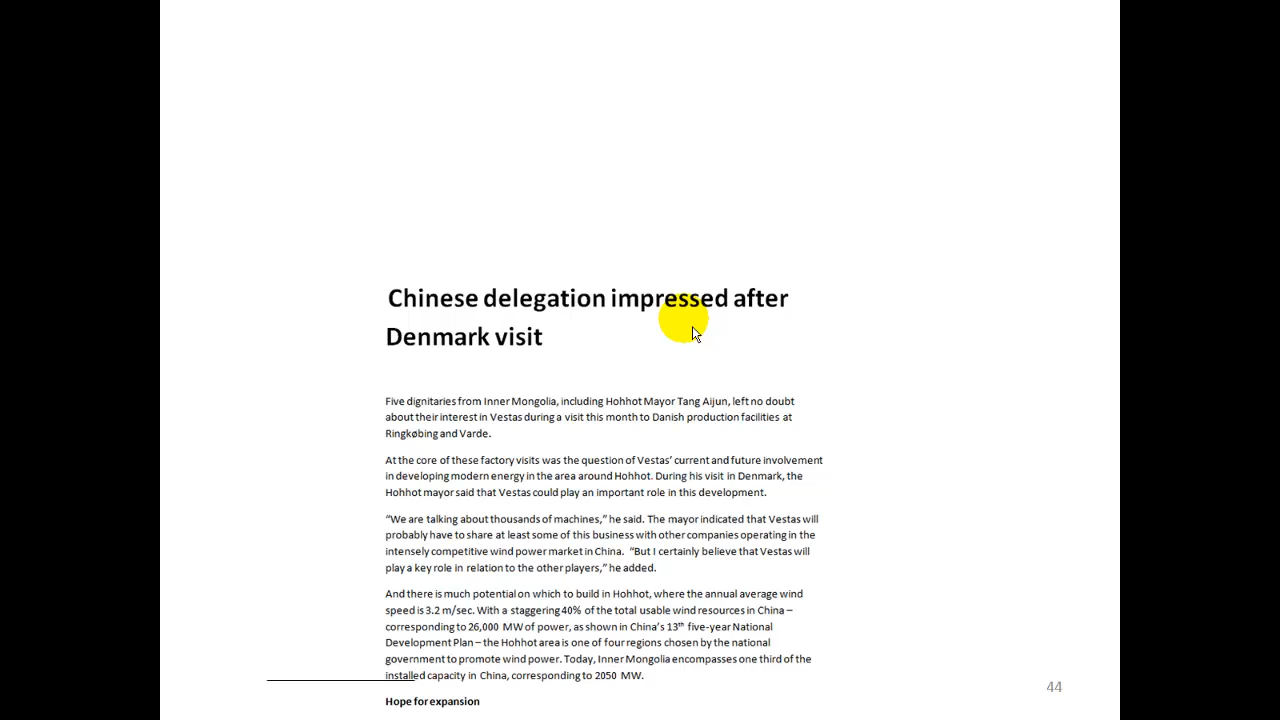 Chinese delegation impressed after
Denmark visit
Five dignitaries from Inner Mongolia, including Hohhot Mayor Tang Aijun, left no doubt
about their interest in Vestas during a visit this month to Danish production facilities at
Ringkøbing and Varde.
At the core of these factory visits was the question of Vestas’ current and future involvement
in developing modern energy in the area around Hohhot. During his visit in Denmark, the
Hohhot mayor said that Vestas could play an important role in this development.
“We are talking about thousands of machines,” he said. The mayor indicated that Vestas will
probably have to share at least some of this business with other companies operating in the
intensely competitive wind power market in China. “But I certainly believe that Vestas will
play a key role in relation to the other players,” he added.
And there is much potential on which to build in Hohhot, where the annual average wind
speed is 3.2 m/sec. With a staggering 40% of the total usable wind resources in China –
corresponding to 26,000 MW of power, as shown in China’s 13th five-year National
Development Plan – the Hohhot area is one of four regions chosen by the national
government to promote wind power. Today, Inner Mongolia encompasses one third of the
installed capacity in China, corresponding to 2050 MW.
Hope for expansion
44